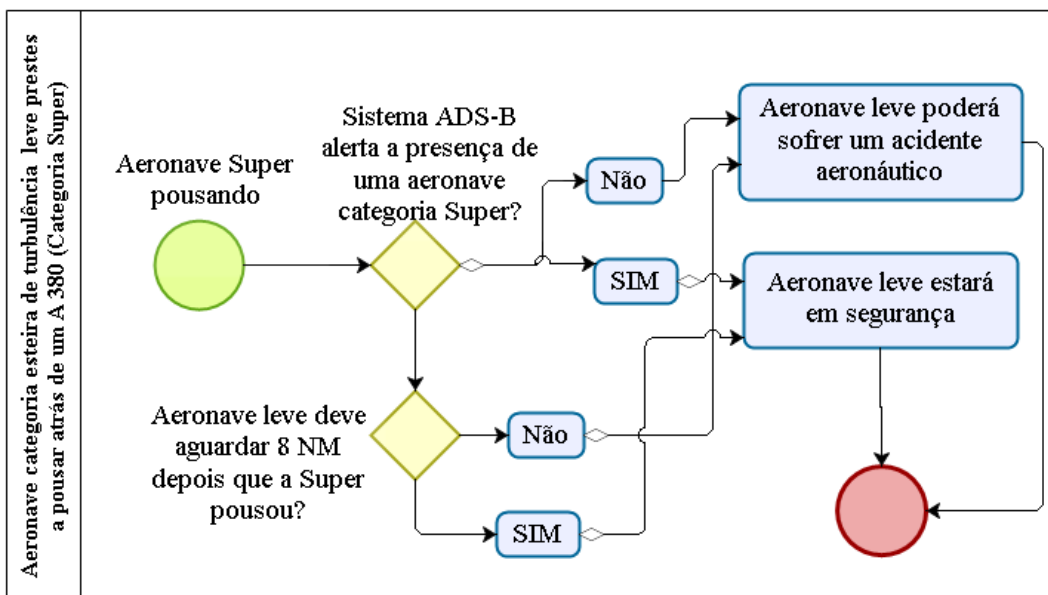 Aeronave categoria esteira de turbulência leve prestes
a pousar atrás de um A 380 (Categoria Super)
Aeronave Super
pousando
Sistema ADS-B
alerta a presença de
uma aeronave
categoria Super?
Não
SIM
Aeronave leve poderá
sofrer um acidente
aeronáutico
Aeronave leve estará
em segurança
Aeronave leve deve
aguardar 8 NM
depois que a Super
pousou?
Não
SIM